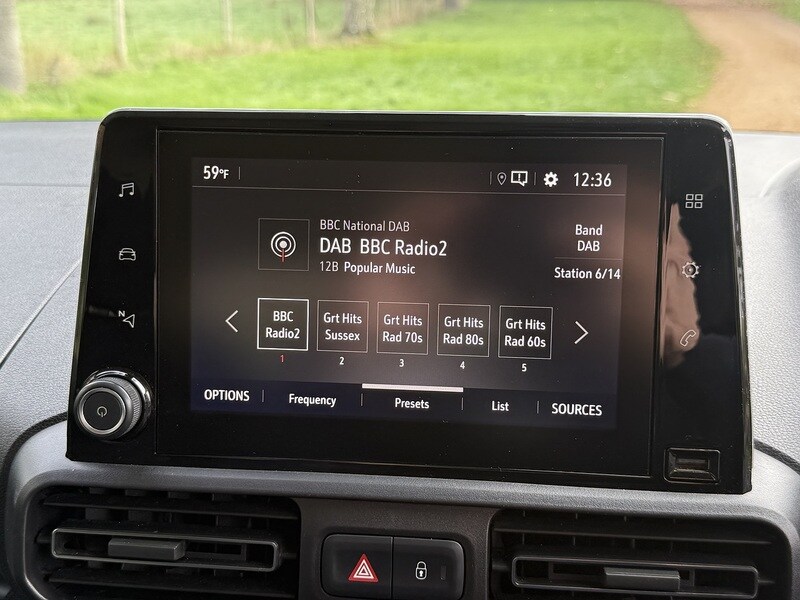 59°F
12:36
BBC National DAB
DAB BBC Radio2
12B Popular Music
Band
DAB
Station 6/14
BBC
Radio2
Grt Hits
Sussex
Grt Hits
Rad 70s
Grt Hits
Rad 80s
Grt Hits
Rad 60s
1
2
3
4
5
N
OPTIONS
Frequency
Presets
List
SOURCES